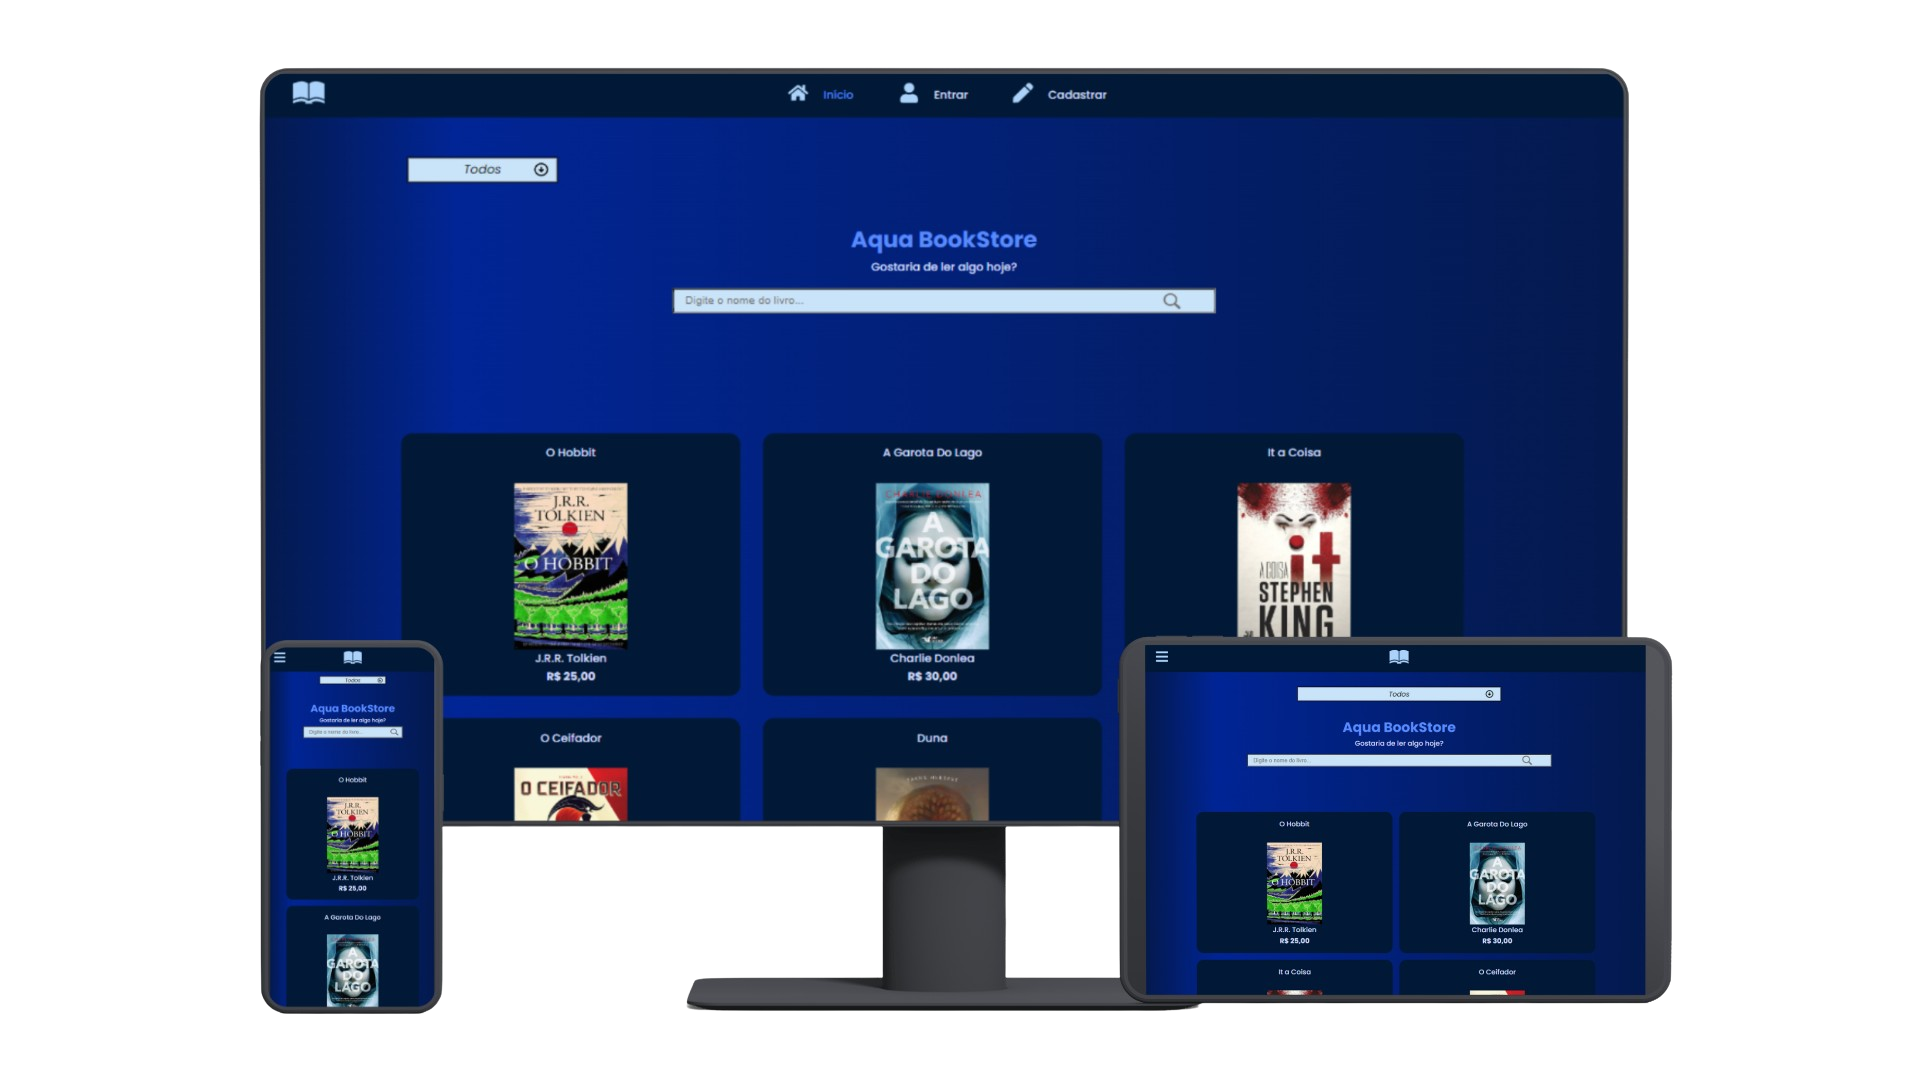 Início
Entrar
Cadastrar
Todos
Aqua BookStore
Gostaria de ler algo hoje?
Digite o nome do livro...
O Hobbit
A Garota Do Lago
It a Coisa
J.R.R.
TOLKIEN
O HOBBIT
CHARLIE DONLEA
A
GAROTA
DO
LAGO
A COISA
it
STEPHEN
KING
J.R.R. Tolkien
R$ 25,00
Charlie Donlea
R$ 30,00
O Ceifador
Duna
O CEIFADOR
FRANK HERBERT
Todos
Aqua BookStore
Gostaria de ler algo hoje?
Digite o nome do livro...
O Hobbit
J.R.R.
TOLKIEN
O HOBBIT
J.R.R. Tolkien
R$ 25,00
A Garota Do Lago
A
GAROTA
DO
LAGO
Todos
Aqua BookStore
Gostaria de ler algo hoje?
Digite o nome do livro...
O Hobbit
A Garota Do Lago
J.R.R.
TOLKIEN
O HOBBIT
A
GAROTA
DO
LAGO
J.R.R. Tolkien
R$ 25,00
Charlie Donlea
R$ 30,00
It a Coisa
O Ceifador